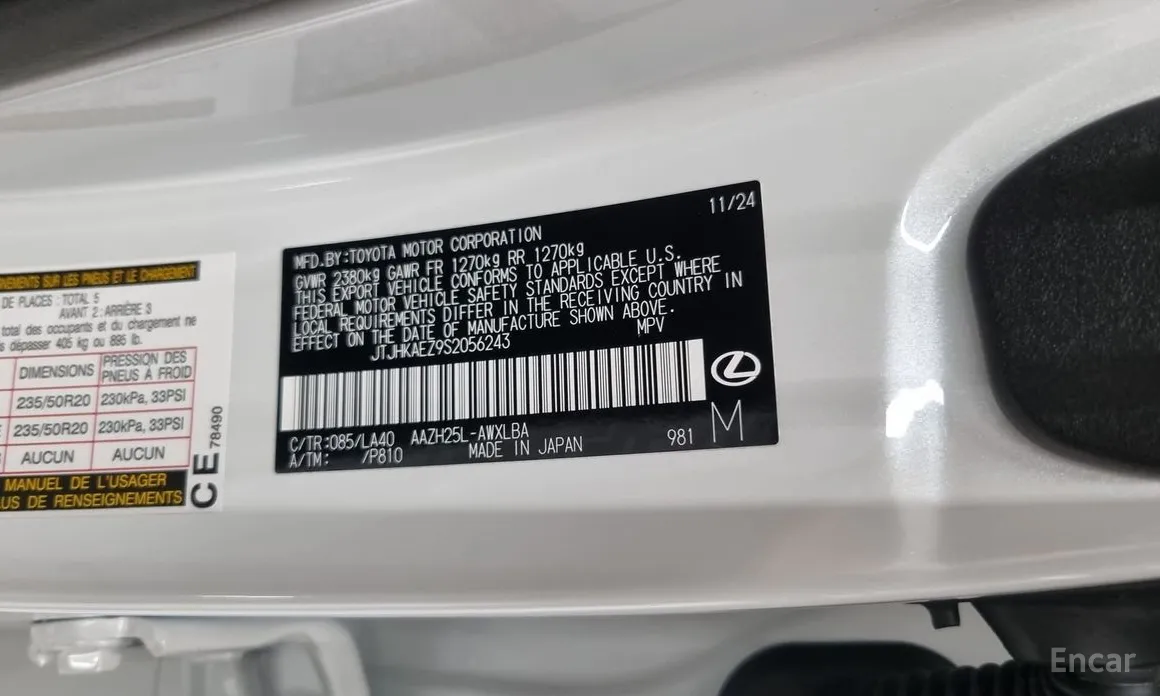 NEMENTS SUR LES PNEUS ET LE CHARGEMENT
DE PLACES : TOTAL 5
AVANT 2 : ARRIÈRE 3
total des occupants et du chargement ne
dépasser 405 kg ou 895 lb.
DIMENSIONS
PRESSION DES
PNEUS À FROID
235/50R20 230kPa, 33PSI
235/50R20 230kPa, 33PSI
AUCUN AUCUN
MANUEL DE L'USAGER
US DE RENSEIGNEMENTS
CE 78490
11/24
MFD.BY:TOYOTA MOTOR CORPORATION
GVWR 2380kg GAWR FR 1270kg RR 1270kg
THIS EXPORT VEHICLE CONFORMS TO APPLICABLE U.S.
FEDERAL MOTOR VEHICLE SAFETY STANDARDS EXCEPT WHERE
LOCAL REQUIREMENTS DIFFER IN THE RECEIVING COUNTRY IN
EFFECT ON THE DATE OF MANUFACTURE SHOWN ABOVE.
JTJHKAEZ9S2056243 MPV
C/TR:085/LA40 AAZH25L-AWXLBA
A/TM: /P810 MADE IN JAPAN 981 M
Encar